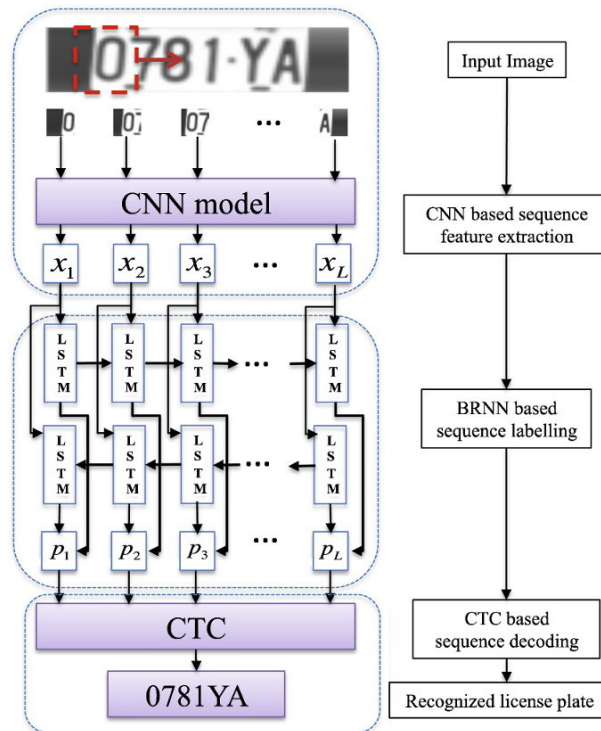 0781·YA
0 07 07 ... A
CNN model
x1 x2 x3 ... xL
LSTM LSTM LSTM ... LSTM
LSTM LSTM LSTM ... LSTM
p1 p2 p3 ... pL
CTC
0781YA
Input Image
CNN based sequence
feature extraction
BRNN based
sequence labelling
CTC based
sequence decoding
Recognized license plate